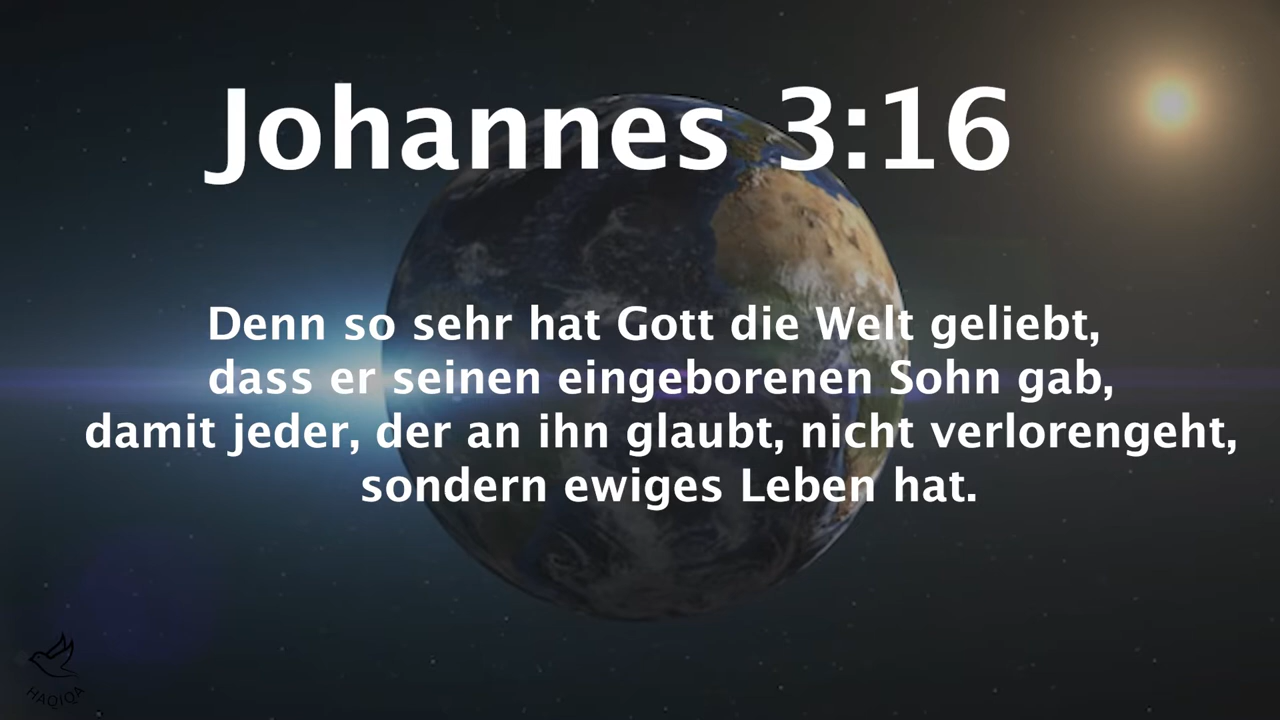 Johannes 3:16
Denn so sehr hat Gott die Welt geliebt,
dass er seinen eingeborenen Sohn gab,
damit jeder, der an ihn glaubt, nicht verlorengeht,
sondern ewiges Leben hat.
HAQIQA